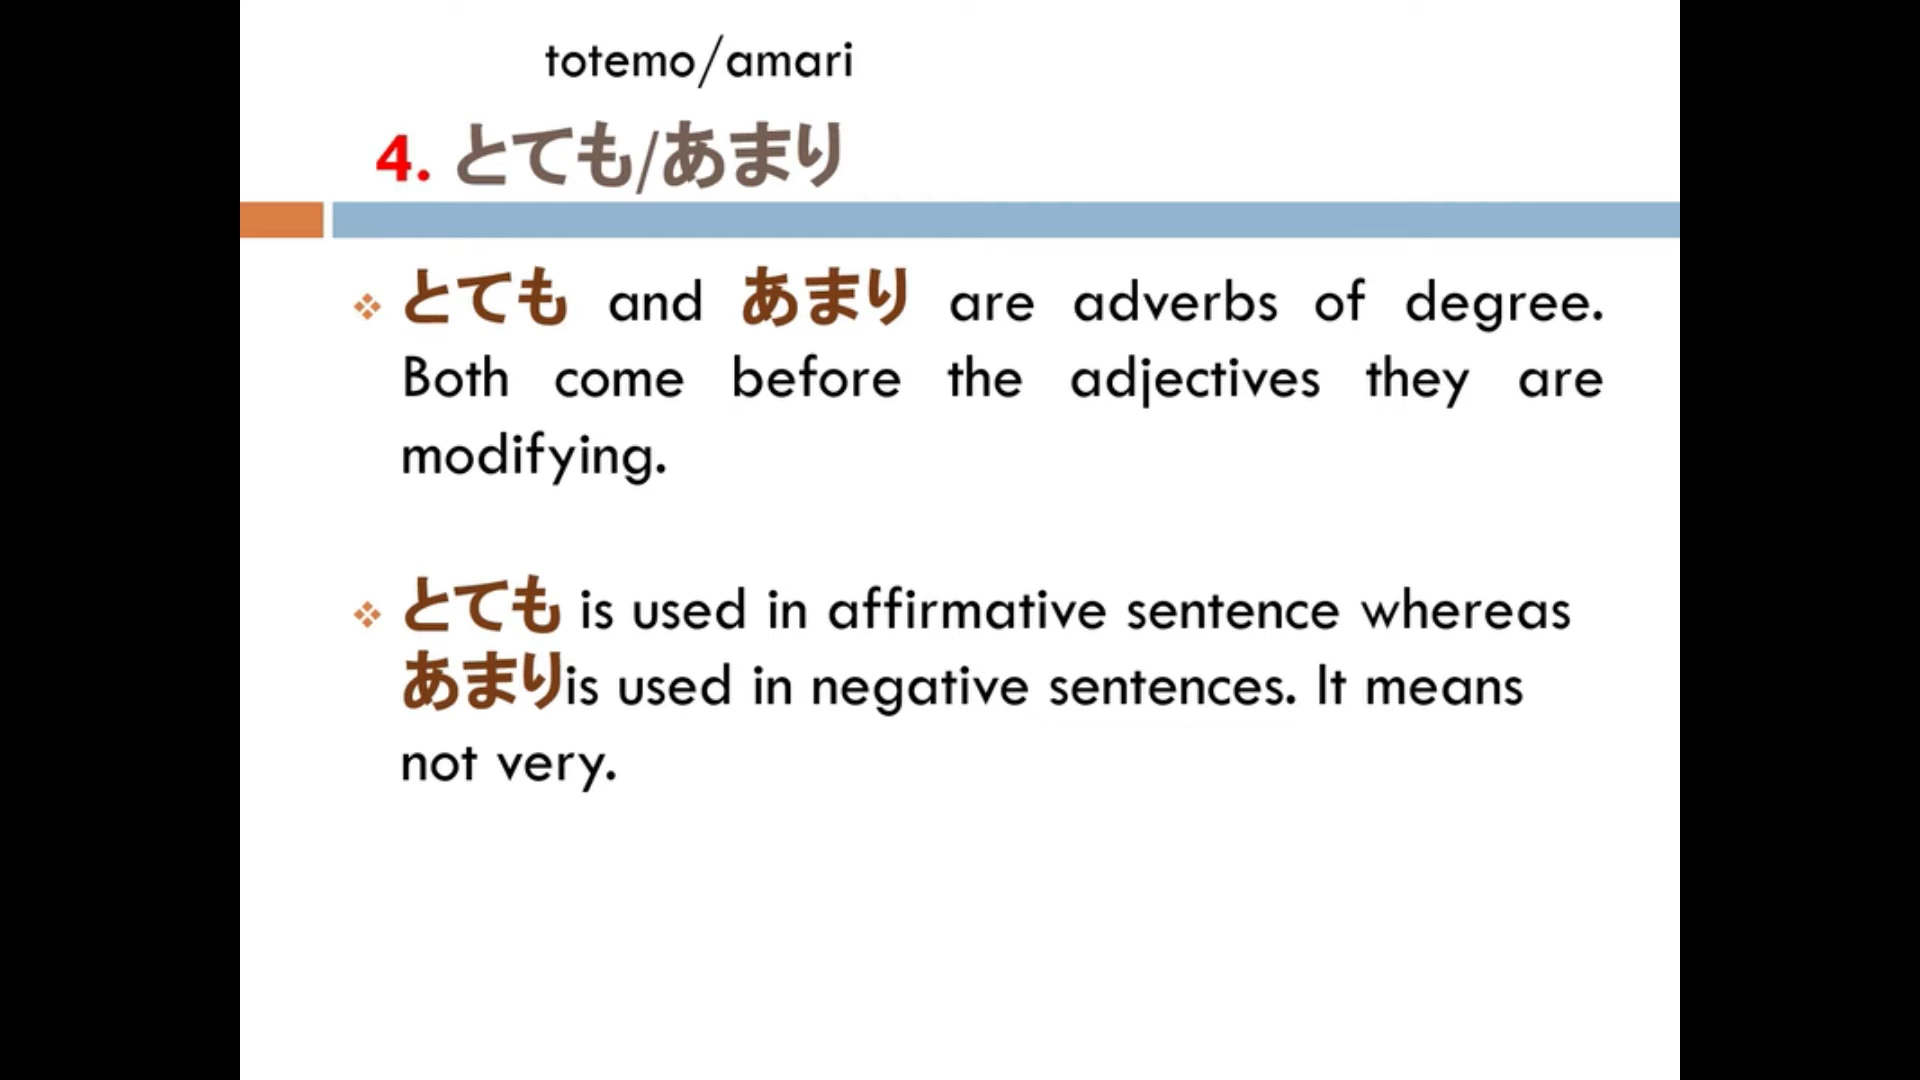 totemo/amari
4. とても/あまり
とても and あまり are adverbs of degree.
Both come before the adjectives they are
modifying.
とても is used in affirmative sentence whereas
あまりis used in negative sentences. It means
not very.